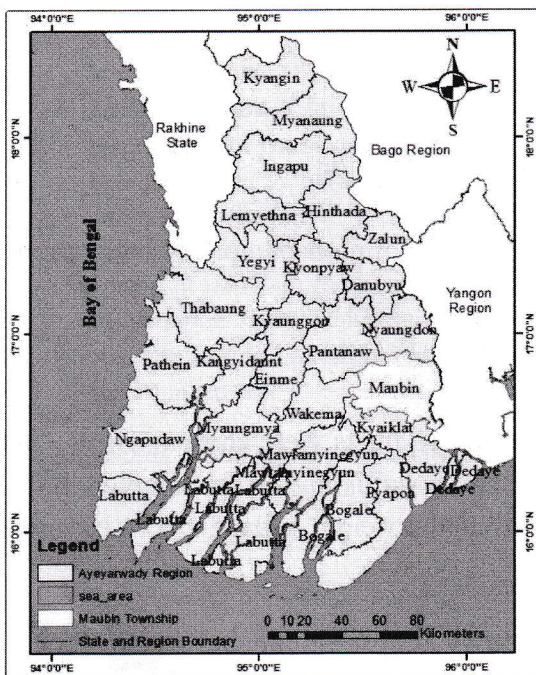 94°0'0"E 95°0'0"E 96°0'0"E
N
W E
S
Kyangin
Myanaung
Rakhine
State
18°0'0"N 18°0'0"N
Bago Region
Ingapu
Lemyethna Hinthada
Zalun
Bay of Bengal
Yegyi Kyonpyaw
Danubyu
Yangon
Region
Thabaung
Kyaunggon
Nyaungdon
17°0'0"N 17°0'0"N
Pantanaw
Pathein Kangyidaunt
Einme
Maubin
Wakema
Ngapudaw Myaungmya Kyaiklat
Mawlamyinegyun
Mawlamyinegyun
Dedaye
Dedaye
Dedaye
Labutta Labutta Labutta
Pyapon
Labutta Labutta
Bogale
16°0'0"N 16°0'0"N
Labutta Bogale
Labutta
Legend
Ayeyarwady Region
sea_area
Maubin Township
State and Region Boundary
0 10 20 40 60 80
Kilometers
94°0'0"E 95°0'0"E 96°0'0"E